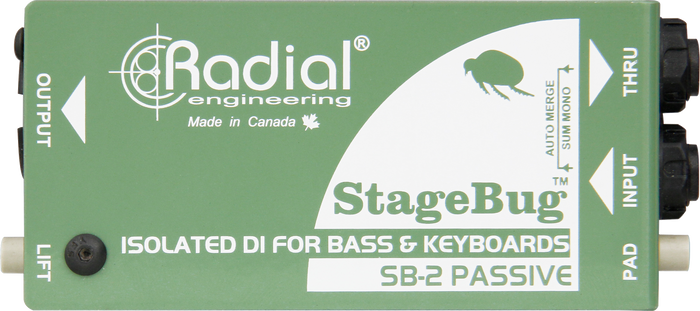 Radial®
engineering
Made in Canada
OUTPUT
LIFT
AUTO MERGE
SUM MONO
THRU
INPUT
PAD
StageBug™
ISOLATED DI FOR BASS & KEYBOARDS
SB-2 PASSIVE